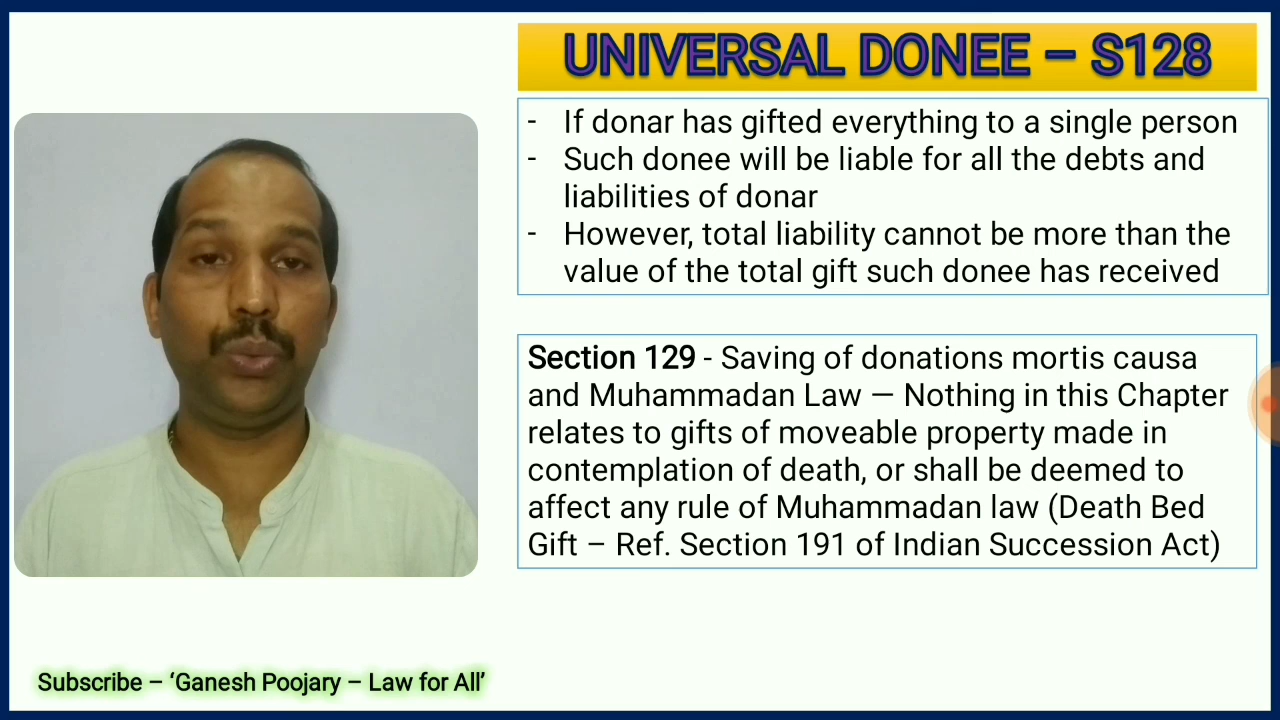 UNIVERSAL DONEE – S128
- If donar has gifted everything to a single person
- Such donee will be liable for all the debts and
liabilities of donar
- However, total liability cannot be more than the
value of the total gift such donee has received
Section 129 - Saving of donations mortis causa
and Muhammadan Law — Nothing in this Chapter
relates to gifts of moveable property made in
contemplation of death, or shall be deemed to
affect any rule of Muhammadan law (Death Bed
Gift – Ref. Section 191 of Indian Succession Act)
Subscribe – ‘Ganesh Poojary – Law for All’